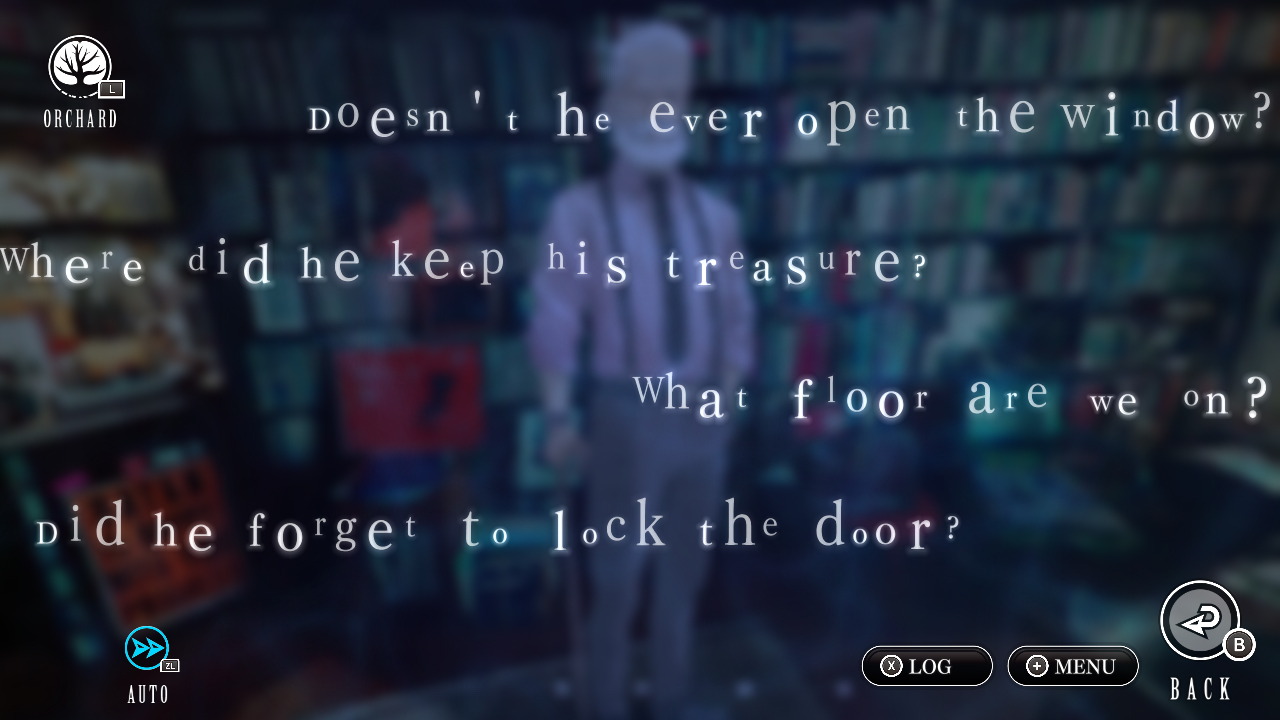 ORCHARD
L
Doesn't he ever open the window?
Where did he keep his treasure?
What floor are we on?
Did he forget to lock the door?
ZL
AUTO
X LOG
+ MENU
B
BACK